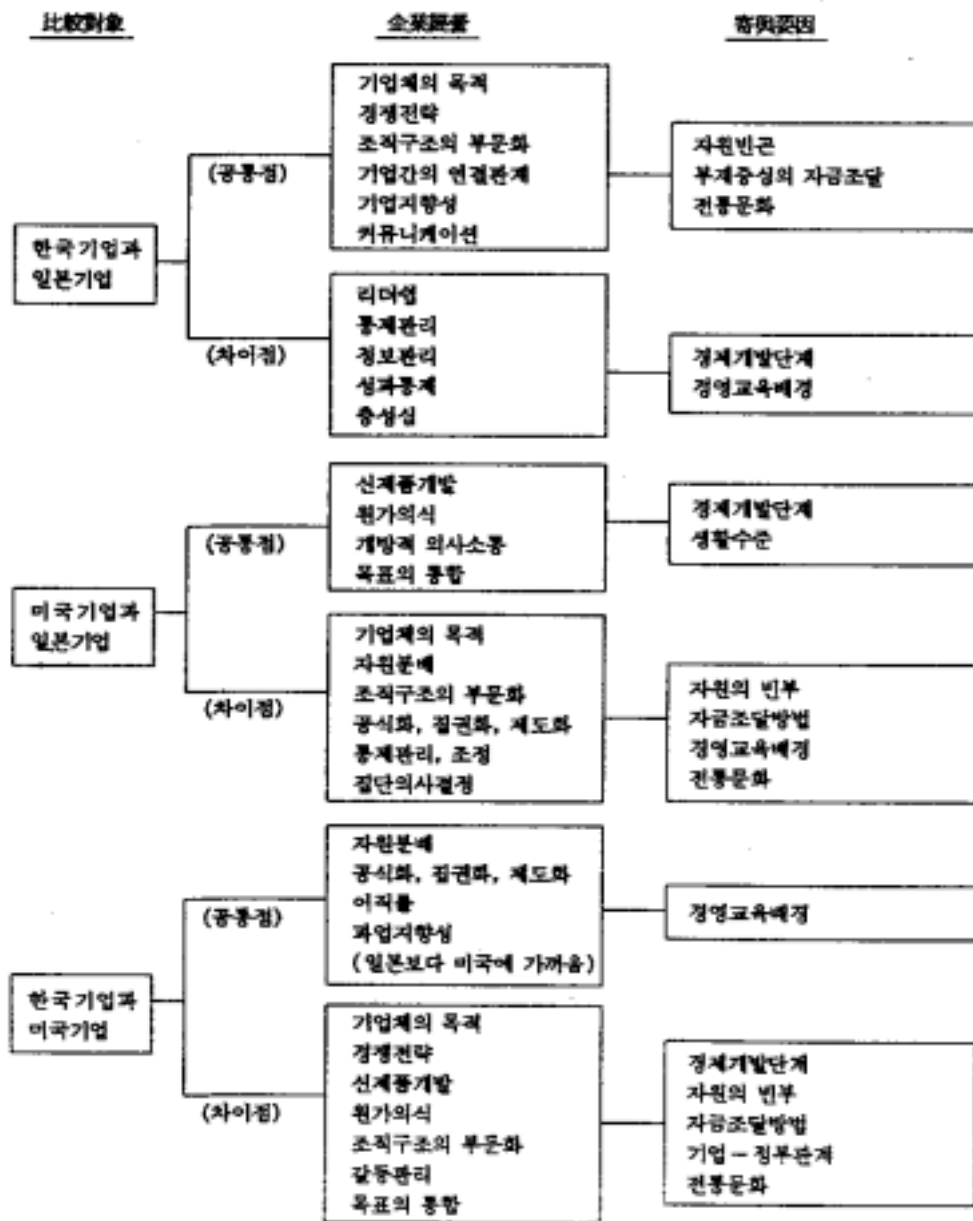 比較對象
企業經營
寄與要因
한국기업과
일본기업
(공통점)
기업체의 목적
경쟁전략
조직구조의 부문화
기업간의 연결관계
기업지향성
커뮤니케이션
자원빈곤
부채중심의 자금조달
전통문화
(차이점)
리더쉽
통제관리
정보관리
성과통제
충성심
경제개발단계
경영교육배경
미국기업과
일본기업
(공통점)
신제품개발
원가의식
개방적 의사소통
목표의 통합
경제개발단계
생활수준
(차이점)
기업체의 목적
자원분배
조직구조의 부문화
공식화, 집권화, 제도화
통제관리, 조정
집단의사결정
자원의 빈부
자금조달방법
경영교육배경
전통문화
한국기업과
미국기업
(공통점)
자원분배
공식화, 집권화, 제도화
이직률
과업지향성
(일본보다 미국에 가까움)
경영교육배경
(차이점)
기업체의 목적
경쟁전략
신제품개발
원가의식
조직구조의 부문화
갈등관리
목표의 통합
경제개발단계
자원의 빈부
자금조달방법
기업－정부관계
전통문화